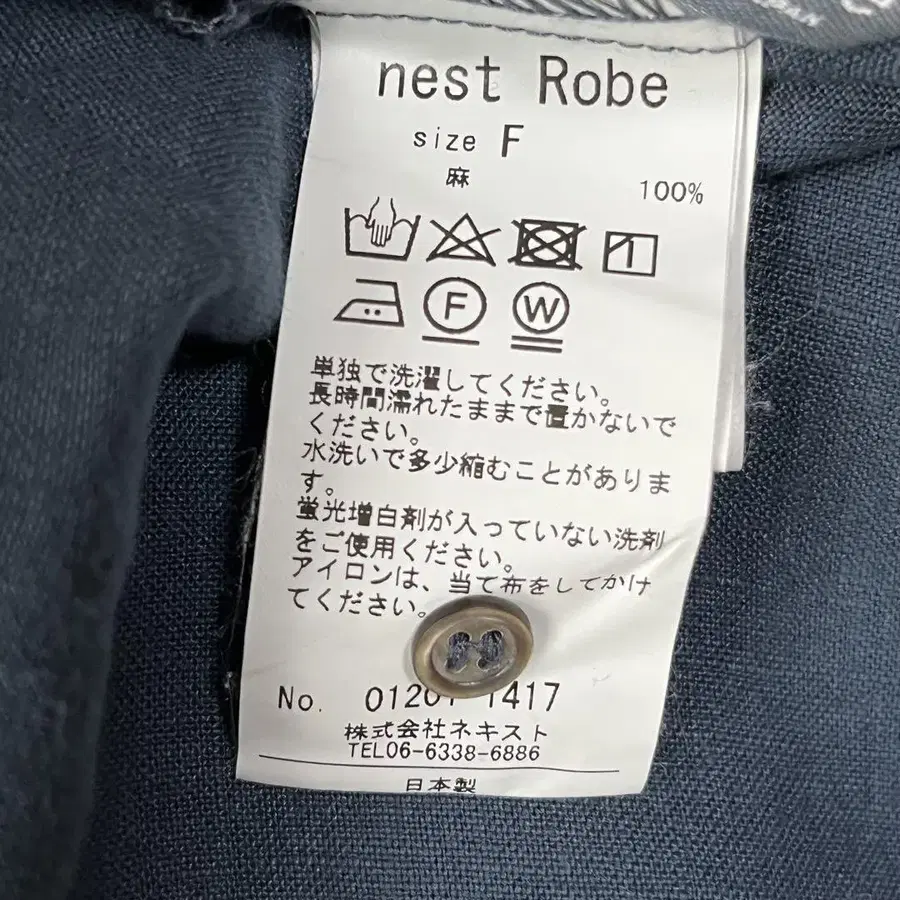 nest Robe
size F
麻 100%
F W
単独で洗濯してください。
長時間濡れたままで置かないで
ください。
水洗いで多少縮むことがありま
す。
蛍光増白剤が入っていない洗剤
をご使用ください。
アイロンは、当て布をしてかけ
てください。
No. 1417
株式会社ネキスト
TEL06-6338-6886
日本製